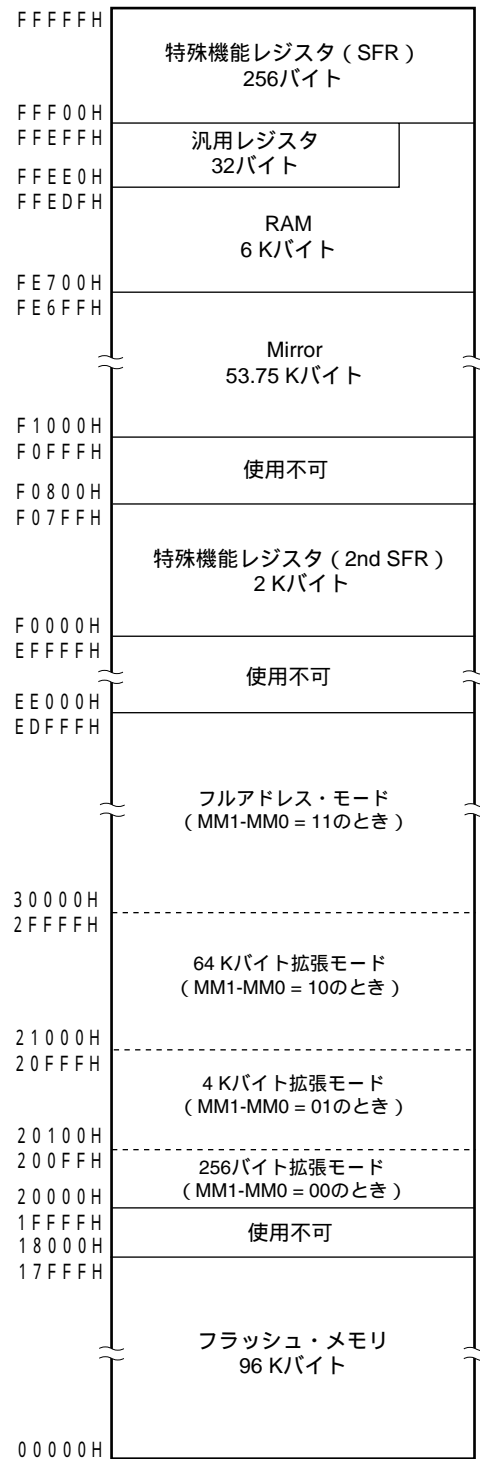 FFFFFH
特殊機能レジスタ(SFR)
256バイト
FFF00H
FFEFFH
汎用レジスタ
32バイト
FFEE0H
FFEDFH
RAM
6 Kバイト
FE700H
FE6FFH
Mirror
53.75 Kバイト
F1000H
F0FFFH
使用不可
F0800H
F07FFH
特殊機能レジスタ(2nd SFR)
2 Kバイト
F0000H
EFFFFH
使用不可
EE000H
EDFFFH
フルアドレス・モード
(MM1-MM0 = 11のとき)
30000H
2FFFFH
64 Kバイト拡張モード
(MM1-MM0 = 10のとき)
21000H
20FFFH
4 Kバイト拡張モード
(MM1-MM0 = 01のとき)
20100H
200FFH
256バイト拡張モード
(MM1-MM0 = 00のとき)
20000H
1FFFFH
使用不可
18000H
17FFFH
フラッシュ・メモリ
96 Kバイト
00000H